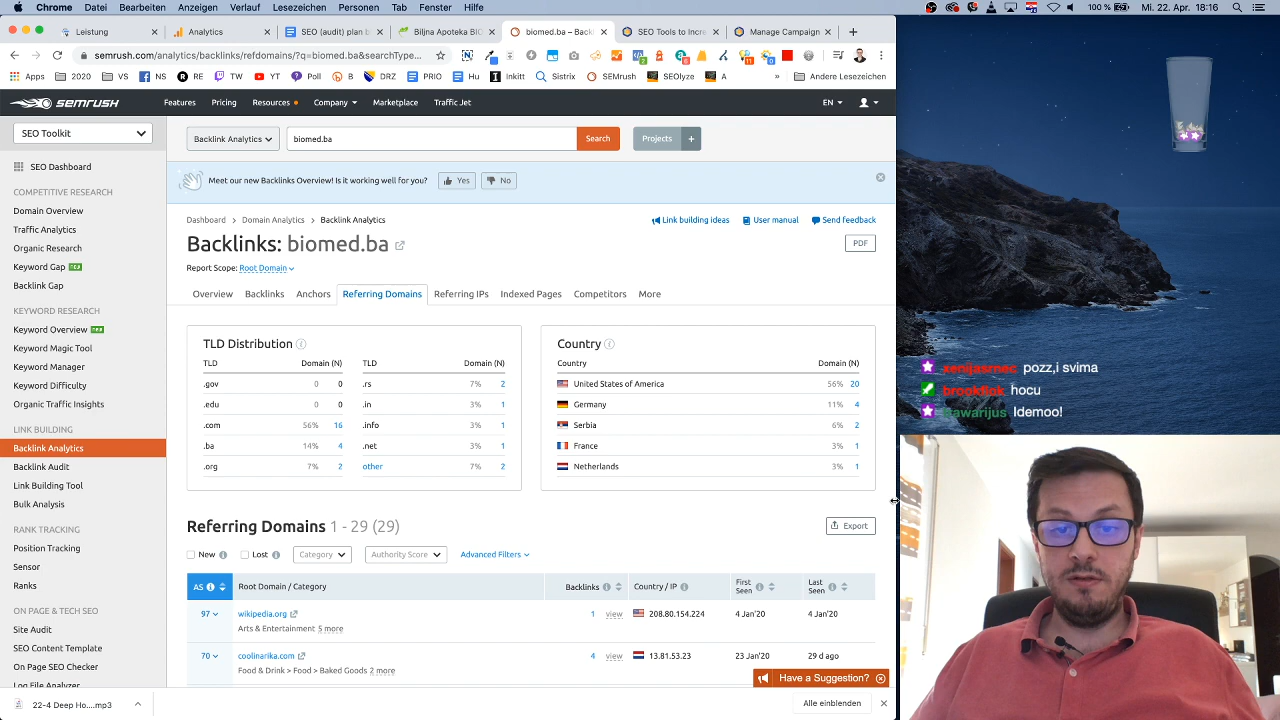 Chrome Datei Bearbeiten Anzeigen Verlauf Lesezeichen Personen Tab Fenster Hilfe 100 % Mi. 22. Apr. 18:16
Leistung Analytics SEO (audit) plan b Biljna Apoteka BIO biomed.ba – Back SEO Tools to Incre Manage Campaign
semrush.com/analytics/backlinks/refdomains/?q=biomed.ba&searchType...
Apps 2020 VS FB NS TW YT Poll B DUR PRIO Hc Inkitt Sistrix SEMrush SEOlyze A » Andere Lesezeichen
SEMRUSH Features Pricing Resources Company Marketplace Traffic Jet EN
SEO Toolkit
Backlink Analytics biomed.ba Search Projects +
SEO Dashboard
COMPETITIVE RESEARCH
Domain Overview
Traffic Analytics
Organic Research
Keyword Gap
Backlink Gap
KEYWORD RESEARCH
Keyword Overview
Keyword Magic Tool
Keyword Manager
Keyword Difficulty
Organic Traffic Insights
LINK BUILDING
Backlink Analytics
Backlink Audit
Link Building Tool
Bulk Analysis
RANK TRACKING
Position Tracking
Sensor
Ranks
ON PAGE & TECH SEO
Site Audit
SEO Content Template
On Page SEO Checker
Log File Analyzer
Meet our new Backlinks Overview! Is it working well for you? Yes No
Dashboard > Domain Analytics > Backlink Analytics Link building ideas User manual Send feedback
Backlinks: biomed.ba PDF
Report Scope: Root Domain
Overview Backlinks Anchors Referring Domains Referring IPs Indexed Pages Competitors More
TLD Distribution
TLD Domain (N) TLD Domain (N)
.gov 0 0 .rs 7% 2
.edu 0 0 .in 3% 1
.com 56% 16 .info 3% 1
.ba 14% 4 .net 3% 1
.org 7% 2 other 7% 2
Country
Country Domain (N)
United States of America 56% 20
Germany 11% 4
Serbia 6% 2
France 3% 1
Netherlands 3% 1
Referring Domains 1 - 29 (29) Export
New Lost Category Authority Score Advanced Filters
AS Root Domain / Category Backlinks Country / IP First Seen Last Seen
97 wikipedia.org 1 view 208.80.154.224 4 Jan'20 4 Jan'20
Arts & Entertainment 5 more
70 coolinarika.com 4 view 13.81.53.23 23 Jan'20 29 d ago
Food & Drink > Food > Baked Goods 2 more
Have a Suggestion?
22-4 Deep Ho....mp3 Alle einblenden
xenijasmec pozz,i svima
brookfiok hocu
Idemoo!